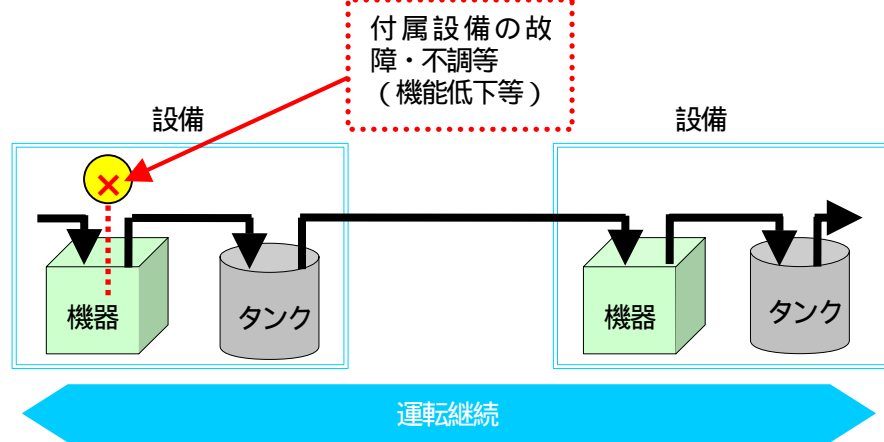 付属設備の故
障・不調等
（機能低下等）
設備
設備
×
機器
タンク
機器
タンク
運転継続